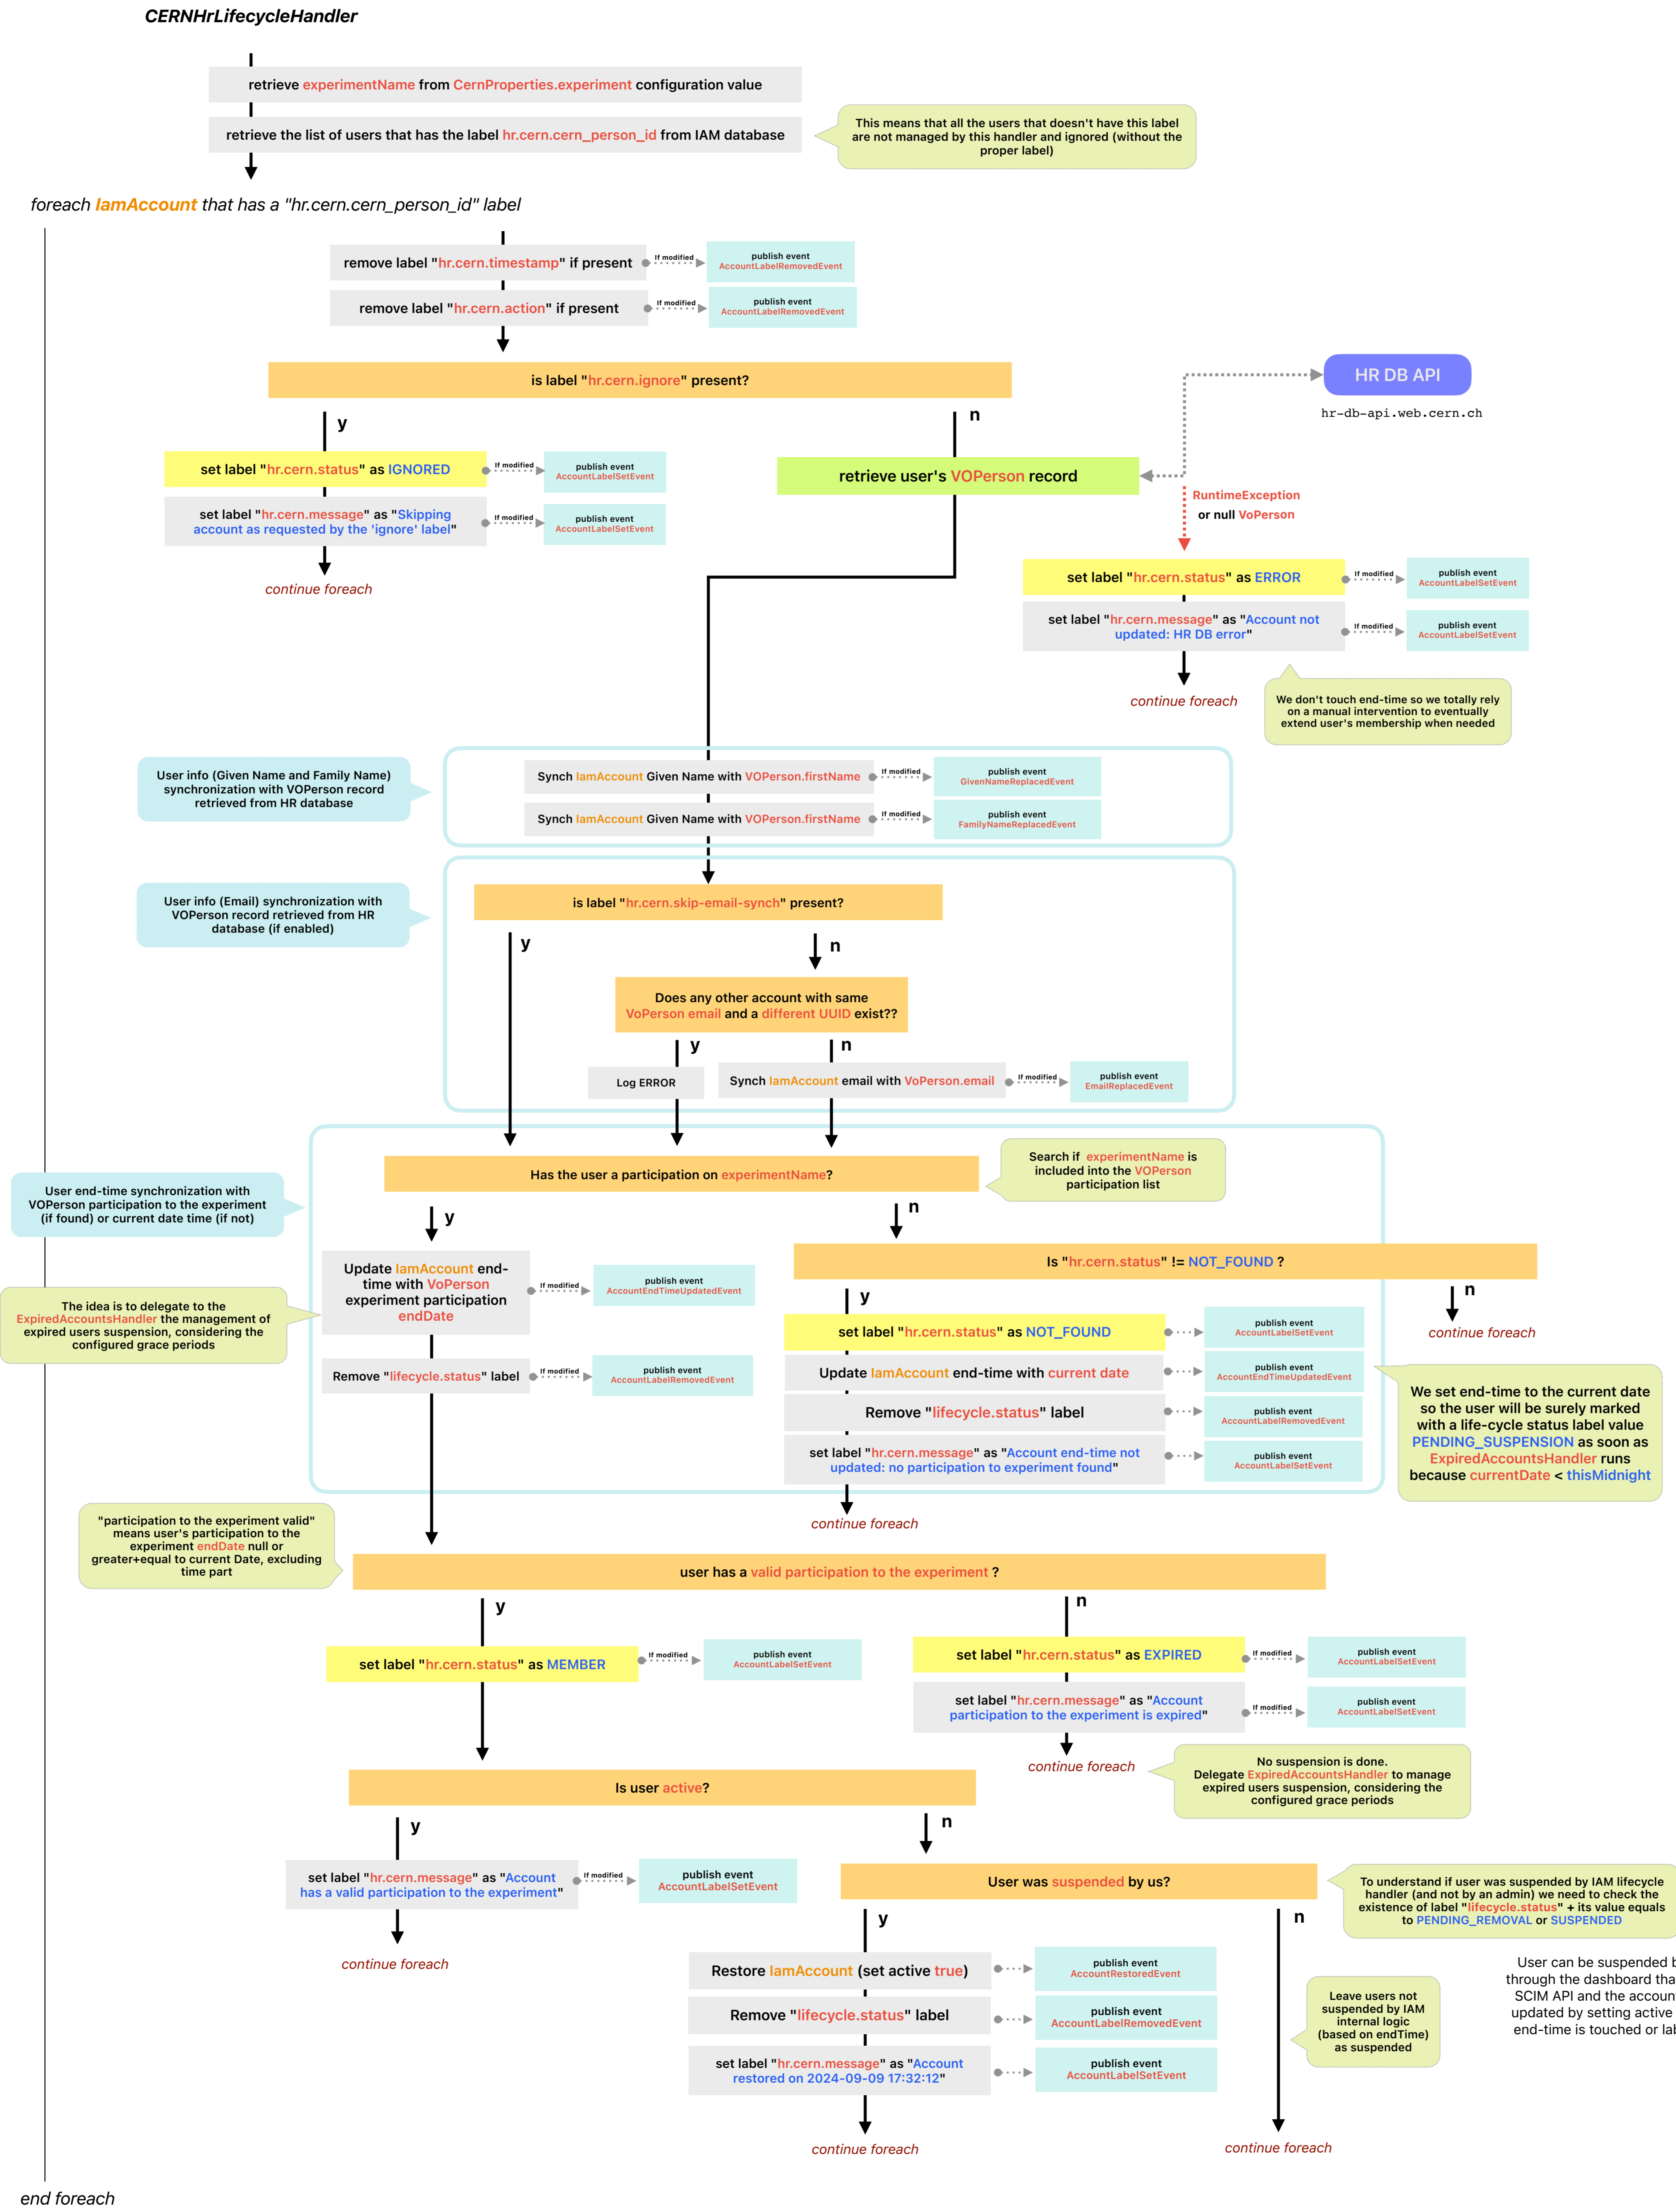 CERNHrLifecycleHandler
retrieve experimentName from CernProperties.experiment configuration value
retrieve the list of users that has the label hr.cern.cern_person_id from IAM database
This means that all the users that doesn't have this label
are not managed by this handler and ignored (without the
proper label)
foreach IamAccount that has a "hr.cern.cern_person_id" label
remove label "hr.cern.timestamp" if present
If modified
publish event
AccountLabelRemovedEvent
remove label "hr.cern.action" if present
If modified
publish event
AccountLabelRemovedEvent
is label "hr.cern.ignore" present?
HR DB API
hr-db-api.web.cern.ch
y
n
set label "hr.cern.status" as IGNORED
If modified
publish event
AccountLabelSetEvent
set label "hr.cern.message" as "Skipping
account as requested by the 'ignore' label"
If modified
publish event
AccountLabelSetEvent
continue foreach
retrieve user's VOPerson record
RuntimeException
or null VoPerson
set label "hr.cern.status" as ERROR
If modified
publish event
AccountLabelSetEvent
set label "hr.cern.message" as "Account not
updated: HR DB error"
If modified
publish event
AccountLabelSetEvent
continue foreach
We don't touch end-time so we totally rely
on a manual intervention to eventually
extend user's membership when needed
User info (Given Name and Family Name)
synchronization with VOPerson record
retrieved from HR database
Synch IamAccount Given Name with VOPerson.firstName
If modified
publish event
GivenNameReplacedEvent
Synch IamAccount Given Name with VOPerson.firstName
If modified
publish event
FamilyNameReplacedEvent
User info (Email) synchronization with
VOPerson record retrieved from HR
database (if enabled)
is label "hr.cern.skip-email-synch" present?
y
n
Does any other account with same
VoPerson email and a different UUID exist??
y
n
Log ERROR
Synch IamAccount email with VoPerson.email
If modified
publish event
EmailReplacedEvent
User end-time synchronization with
VOPerson participation to the experiment
(if found) or current date time (if not)
Has the user a participation on experimentName?
Search if experimentName is
included into the VOPerson
participation list
y
n
The idea is to delegate to the
ExpiredAccountsHandler the management of
expired users suspension, considering the
configured grace periods
Update IamAccount end-
time with VoPerson
experiment participation
endDate
If modified
publish event
AccountEndTimeUpdatedEvent
Remove "lifecycle.status" label
If modified
publish event
AccountLabelRemovedEvent
Is "hr.cern.status" != NOT_FOUND ?
y
n
continue foreach
set label "hr.cern.status" as NOT_FOUND
publish event
AccountLabelSetEvent
Update IamAccount end-time with current date
publish event
AccountEndTimeUpdatedEvent
Remove "lifecycle.status" label
publish event
AccountLabelRemovedEvent
set label "hr.cern.message" as "Account end-time not
updated: no participation to experiment found"
publish event
AccountLabelSetEvent
continue foreach
We set end-time to the current date
so the user will be surely marked
with a life-cycle status label value
PENDING_SUSPENSION as soon as
ExpiredAccountsHandler runs
because currentDate < thisMidnight
"participation to the experiment valid"
means user's participation to the
experiment endDate null or
greater+equal to current Date, excluding
time part
user has a valid participation to the experiment ?
y
n
set label "hr.cern.status" as MEMBER
If modified
publish event
AccountLabelSetEvent
set label "hr.cern.status" as EXPIRED
If modified
publish event
AccountLabelSetEvent
set label "hr.cern.message" as "Account
participation to the experiment is expired"
If modified
publish event
AccountLabelSetEvent
continue foreach
No suspension is done.
Delegate ExpiredAccountsHandler to manage
expired users suspension, considering the
configured grace periods
Is user active?
y
n
set label "hr.cern.message" as "Account
has a valid participation to the experiment"
If modified
publish event
AccountLabelSetEvent
continue foreach
User was suspended by us?
To understand if user was suspended by IAM lifecycle
handler (and not by an admin) we need to check the
existence of label "lifecycle.status" + its value equals
to PENDING_REMOVAL or SUSPENDED
y
n
Restore IamAccount (set active true)
publish event
AccountRestoredEvent
Remove "lifecycle.status" label
publish event
AccountLabelRemovedEvent
set label "hr.cern.message" as "Account
restored on 2024-09-09 17:32:12"
publish event
AccountLabelSetEvent
continue foreach
Leave users not
suspended by IAM
internal logic
(based on endTime)
as suspended
continue foreach
User can be suspended
through the dashboard
SCIM API and the
updated by setting active
end-time is touched or
end foreach